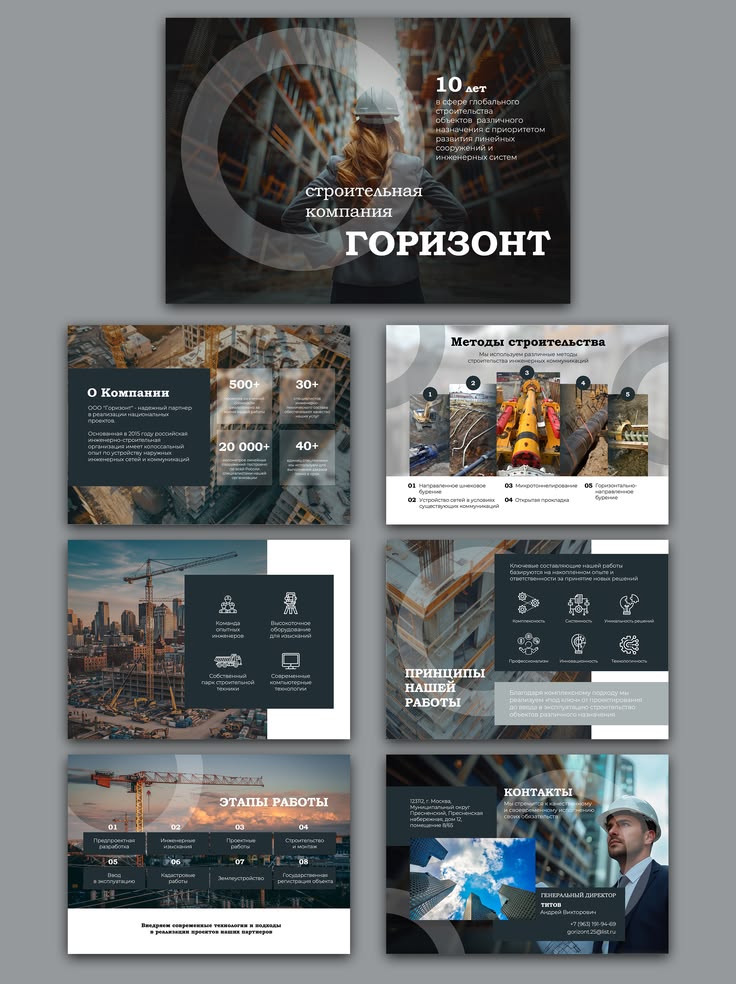 10 лет
в сфере глобального
строительства
объектов различного
назначения с приоритетом
развития линейных
сооружений и
инженерных систем
строительная
компания
ГОРИЗОНТ
О Компании
ООО "Горизонт" - надежный партнер
в реализации национальных
проектов.
Основанная в 2015 году российская
инженерно-строительная
организация имеет колоссальный
опыт по устройству наружных
инженерных сетей и коммуникаций
500+
30+
20 000+
40+
Методы строительства
Мы используем различные методы
строительства инженерных коммуникаций
1
2
3
4
5
01 Направленное шнековое
бурение
02 Устройство сетей в условиях
существующих коммуникаций
03 Микротоннелирование
04 Открытая прокладка
05 Горизонтально-
направленное
бурение
Команда
опытных
инженеров
Высокоточное
оборудование
для изысканий
Собственный
парк строительной
техники
Современные
компьютерные
технологии
Ключевые составляющие нашей работы
базируются на накопленном опыте и
ответственности за принятие новых решений
Комплексность
Системность
Уникальность решений
Профессионализм
Инновационность
Технологичность
ПРИНЦИПЫ
НАШЕЙ
РАБОТЫ
Благодаря комплексному подходу мы
реализуем «под ключ» от проектирования
до ввода в эксплуатацию строительство
объектов различного назначения
ЭТАПЫ РАБОТЫ
01
Предпроектная
разработка
02
Инженерные
изыскания
03
Проектные
работы
04
Строительство
и монтаж
05
Ввод
в эксплуатацию
06
Кадастровые
работы
07
Землеустройство
08
Государственная
регистрация объекта
Внедряем современные технологии и подходы
в реализации проектов наших партнеров
КОНТАКТЫ
Мы стремимся к качественному
и своевременному исполнению
своих обязательств
123112, г. Москва,
Муниципальный округ
Пресненский, Пресненская
набережная, дом 12,
помещение 8/65
ГЕНЕРАЛЬНЫЙ ДИРЕКТОР
ТИТОВ
Андрей Викторович
+7 (963) 191-94-69
gorizont.25@list.ru